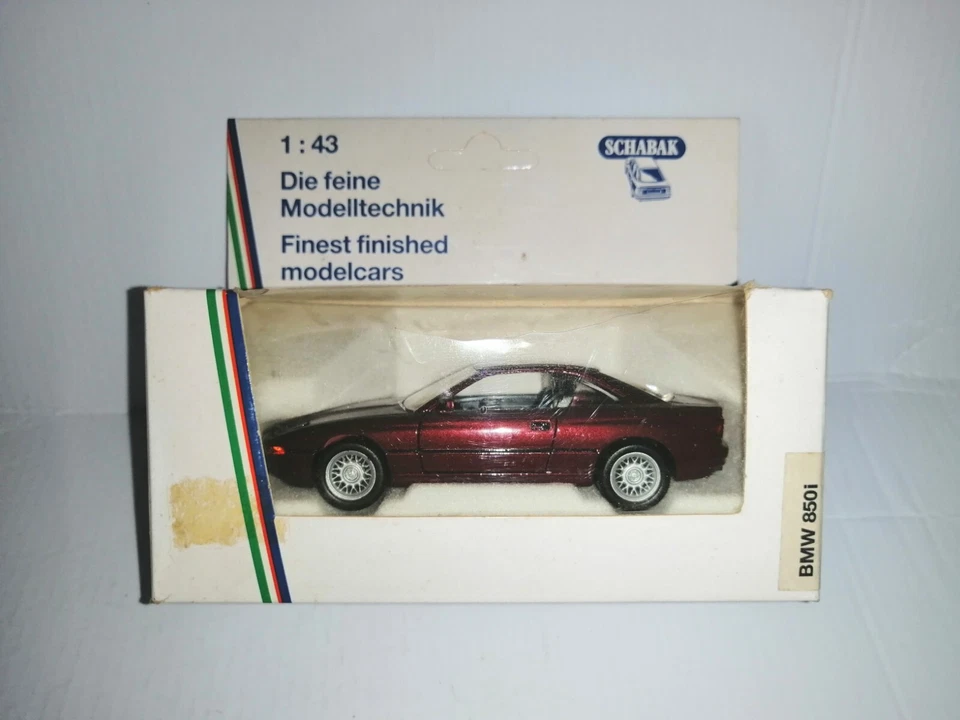 1 : 43
SCHABAK
Die feine
Modelltechnik
Finest finished
modelcars
BMW 850i